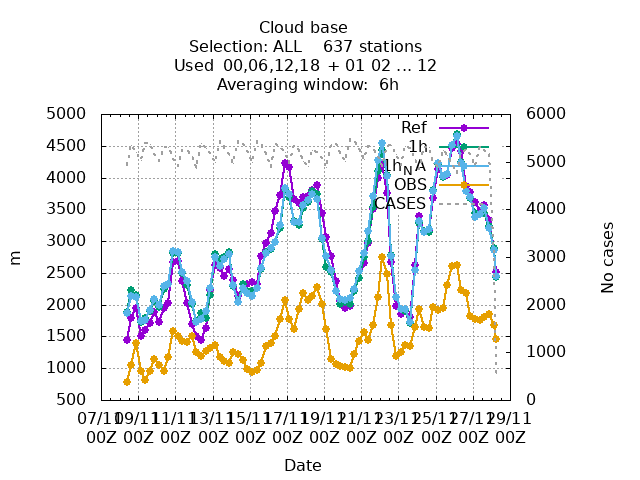 Cloud base
Selection: ALL    637 stations
Used  00,06,12,18  + 01 02 ... 12
Averaging window:  6h
5000 6000
4500 5000
4000 4000
3500
3000 3000
2500
2000 2000
1500
1000 1000
500 0
Ref
1h
1h_N A
OBS
CASES
m
No cases
07/11 09/11 11/11 13/11 15/11 17/11 19/11 21/11 23/11 25/11 27/11 29/11
00Z 00Z 00Z 00Z 00Z 00Z 00Z 00Z 00Z 00Z 00Z 00Z
Date